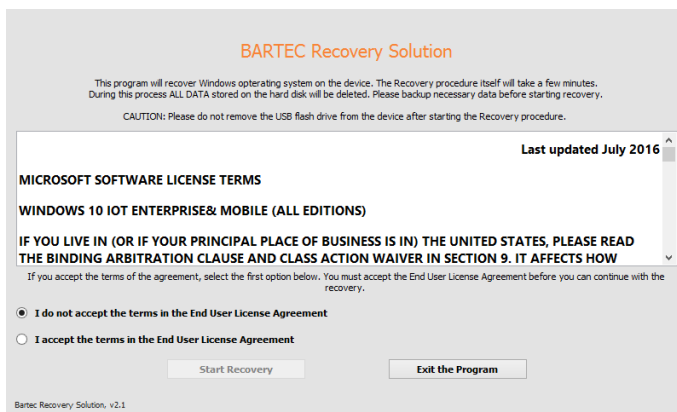 BARTEC Recovery Solution
This program will recover Windows opterating system on the device. The Recovery procedure itself will take a few minutes.
During this process ALL DATA stored on the hard disk will be deleted. Please backup necessary data before starting recovery.
CAUTION: Please do not remove the USB flash drive from the device after starting the Recovery procedure.
Last updated July 2016
MICROSOFT SOFTWARE LICENSE TERMS
WINDOWS 10 IOT ENTERPRISE& MOBILE (ALL EDITIONS)
IF YOU LIVE IN (OR IF YOUR PRINCIPAL PLACE OF BUSINESS IS IN) THE UNITED STATES, PLEASE READ
THE BINDING ARBITRATION CLAUSE AND CLASS ACTION WAIVER IN SECTION 9. IT AFFECTS HOW
If you accept the terms of the agreement, select the first option below. You must accept the End User License Agreement before you can continue with the
recovery.
I do not accept the terms in the End User License Agreement
I accept the terms in the End User License Agreement
Start Recovery
Exit the Program
Bartec Recovery Solution, v2.1